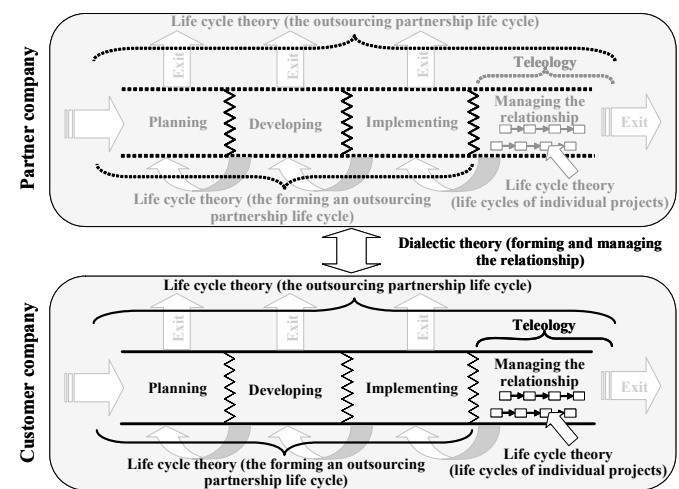 Partner company
Life cycle theory (the outsourcing partnership life cycle)
Exit
Exit
Exit
Teleology
Planning
Developing
Implementing
Managing the
relationship
Exit
Life cycle theory (the forming an outsourcing
partnership life cycle)
Life cycle theory
(life cycles of individual projects)
Dialectic theory (forming and managing
the relationship)
Customer company
Life cycle theory (the outsourcing partnership life cycle)
Exit
Exit
Exit
Teleology
Planning
Developing
Implementing
Managing the
relationship
Exit
Life cycle theory (the forming an outsourcing
partnership life cycle)
Life cycle theory
(life cycles of individual projects)